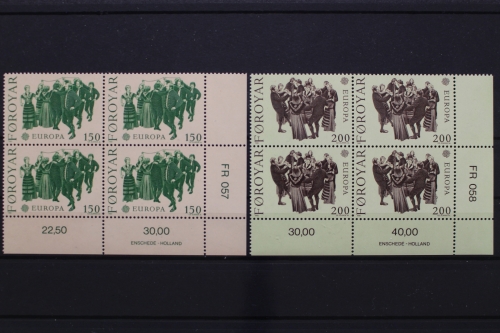 FØROYAR
EUROPA 150
FØROYAR
EUROPA 150
FØROYAR
EUROPA 150
FØROYAR
EUROPA 150
FR 057
22,50
30,00
ENSCHEDE - HOLLAND
FØROYAR
EUROPA
200
FØROYAR
EUROPA
200
FØROYAR
EUROPA
200
FØROYAR
EUROPA
200
FR 058
30,00
40,00
ENSCHEDE - HOLLAND